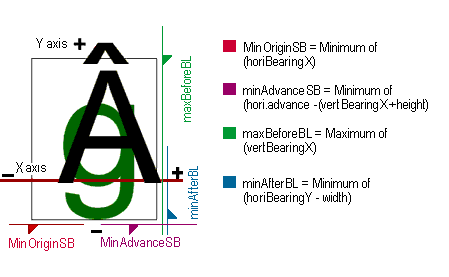 Y axis +
Â
g
maxBeforeBL
X axis
− +
minAfterBL
−
MinOriginSB MinAdvanceSB
MinOriginSB = Minimum of
(horiBearingX)
minAdvanceSB = Minimum of
(hori.advance -(vertBearingX+height)
maxBeforeBL = Maximum of
(vertBearingX)
minAfterBL = Minimum of
(horiBearingY - width)